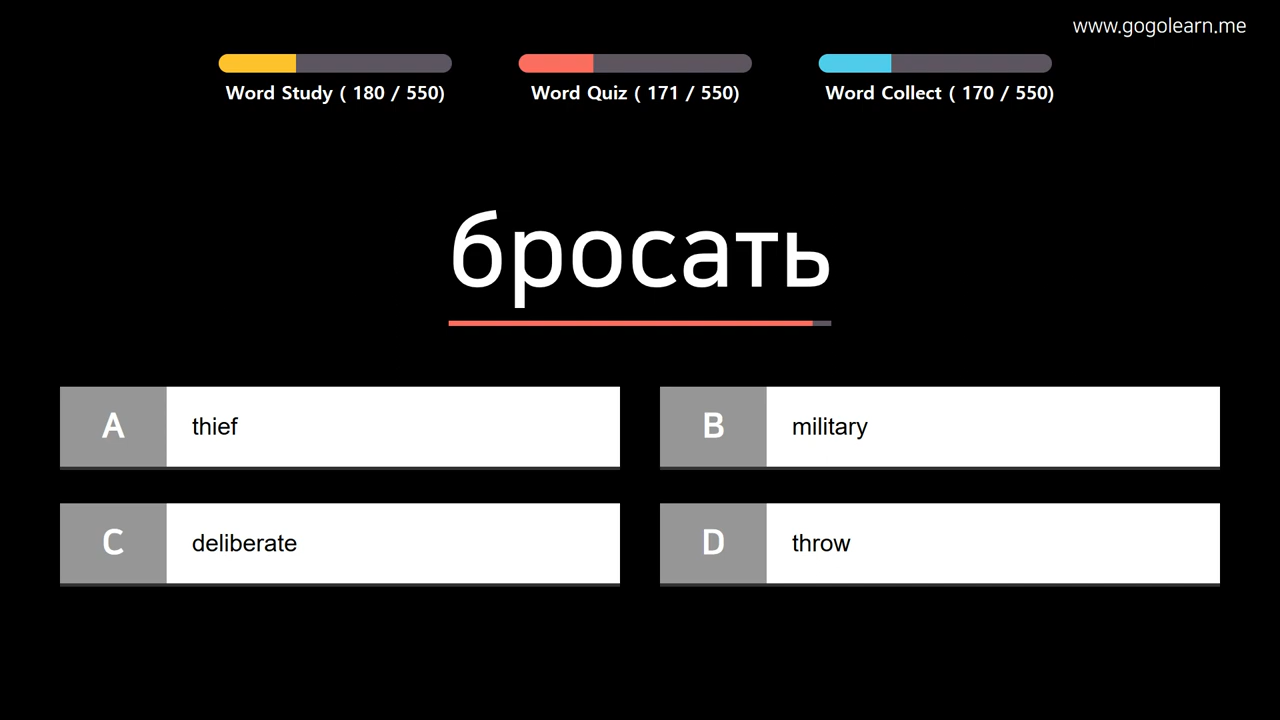 www.gogolearn.me
Word Study ( 180 / 550)
Word Quiz ( 171 / 550)
Word Collect ( 170 / 550)
бросать
A thief
B military
C deliberate
D throw